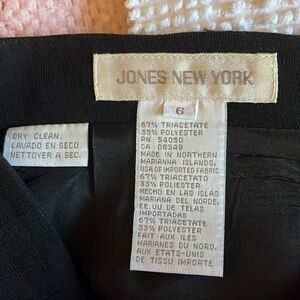 JONES NEW YORK
6
67% TRIACETATE
33% POLYESTER
RN 54050
CA 06349
MADE IN NORTHERN
MARIANNA ISLANDS,
USA OF IMPORTED FABRIC
67% TRIACETATO
33% POLIESTER
HECHO EN LAS ISLAS
MARIANA DEL NORDE,
EE.UU DE TELAS
IMPORTADAS
67% TRIACETATE
33% POLYESTER
FAIT AUX ILES
MARIANES DU NORD,
AUX ETATS-UNIS
DE TISSU IMPORTE
DRY CLEAN.
LAVADO EN SECO
NETTOYER A SEC.